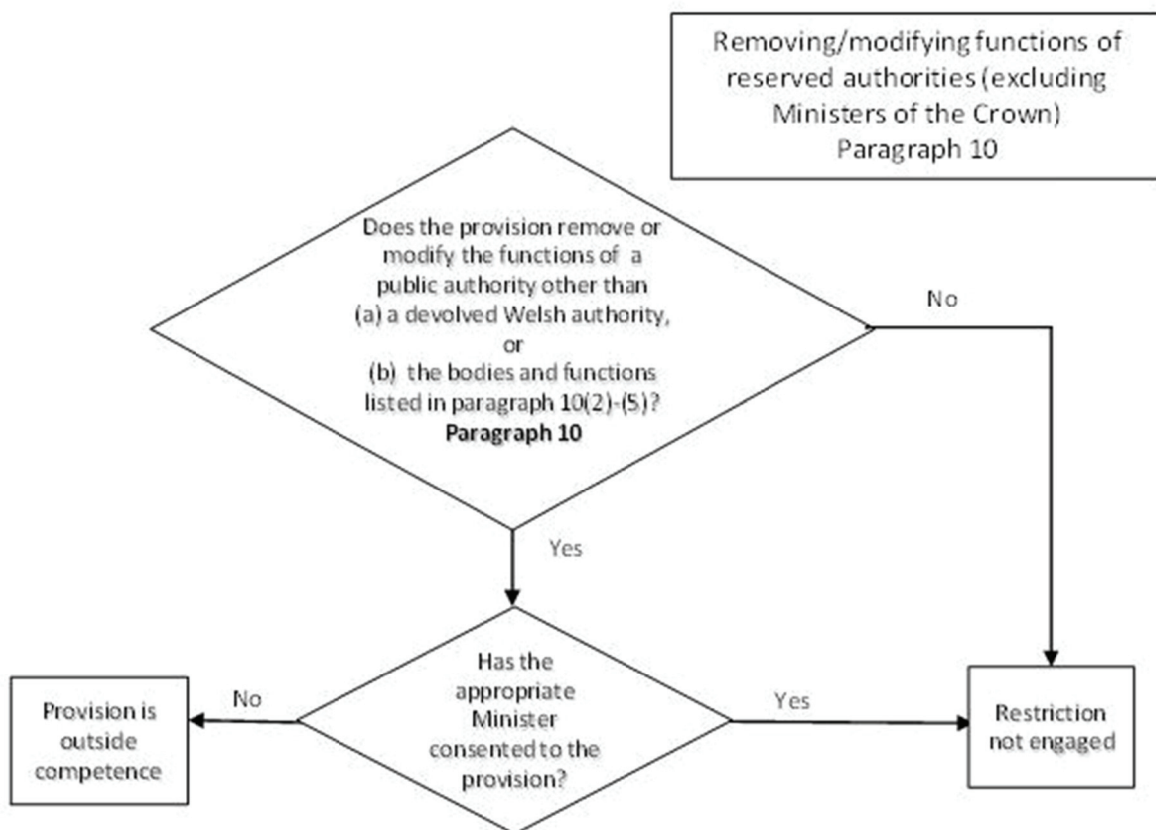 Removing/modifying functions of
reserved authorities (excluding
Ministers of the Crown)
Paragraph 10
Does the provision remove or
modify the functions of a
public authority other than
(a) a devolved Welsh authority,
or
(b) the bodies and functions
listed in paragraph 10(2)-(5)?
Paragraph 10
No
Yes
Has the
appropriate
Minister
consented to the
provision?
No
Yes
Provision is
outside
competence
Restriction
not engaged